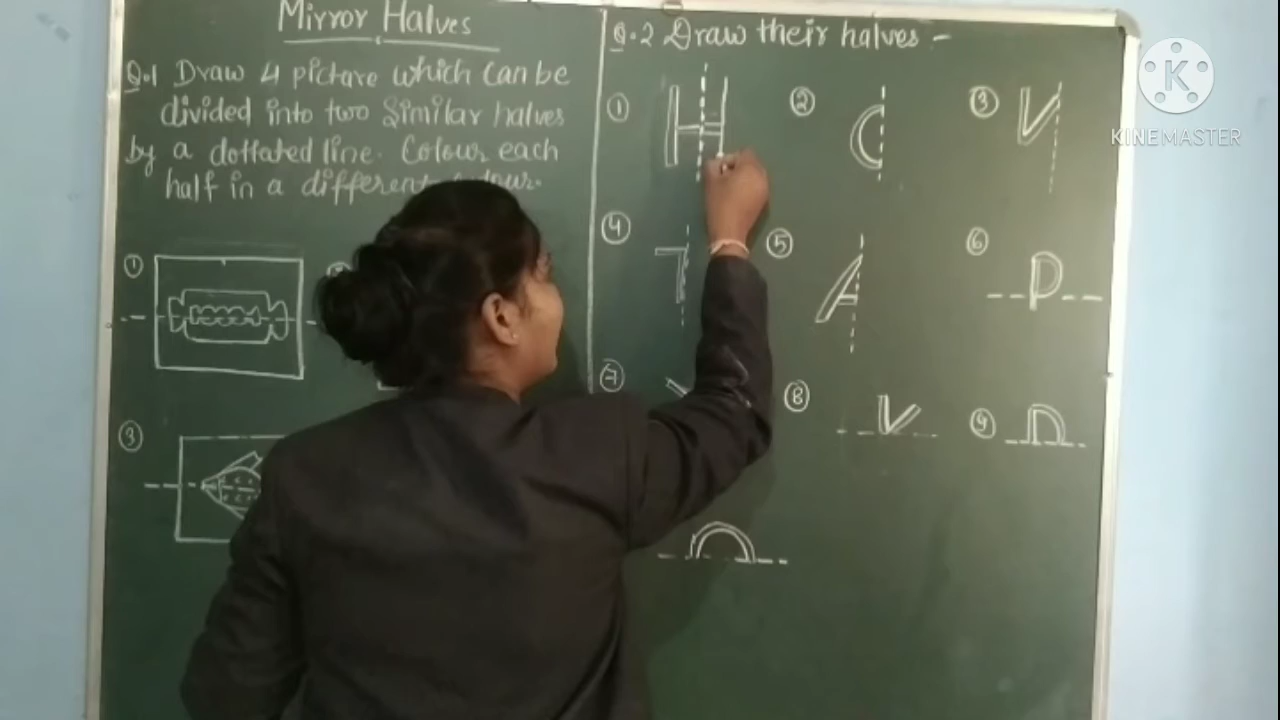 Mirror Halves
Q.1 Draw 4 picture which can be
divided into two similar halves
by a dottated line. Colour each
half in a different colour.
①
③
Q.2 Draw their halves -
① ② ③
④ ⑤ ⑥
⑦ ⑧ ⑨
KINEMASTER